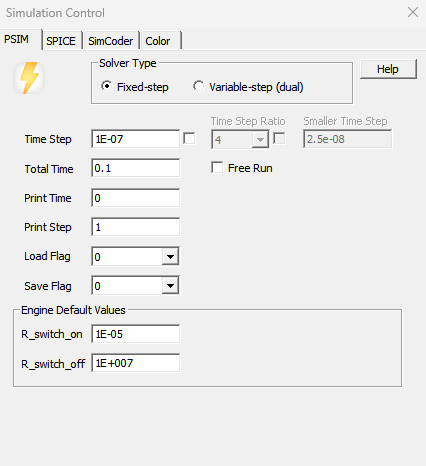 Simulation Control
PSIM SPICE SimCoder Color
Solver Type
Fixed-step Variable-step (dual)
Help
Time Step Ratio Smaller Time Step
Time Step 1E-07 4 2.5e-08
Total Time 0.1 Free Run
Print Time 0
Print Step 1
Load Flag 0
Save Flag 0
Engine Default Values
R_switch_on 1E-05
R_switch_off 1E+007